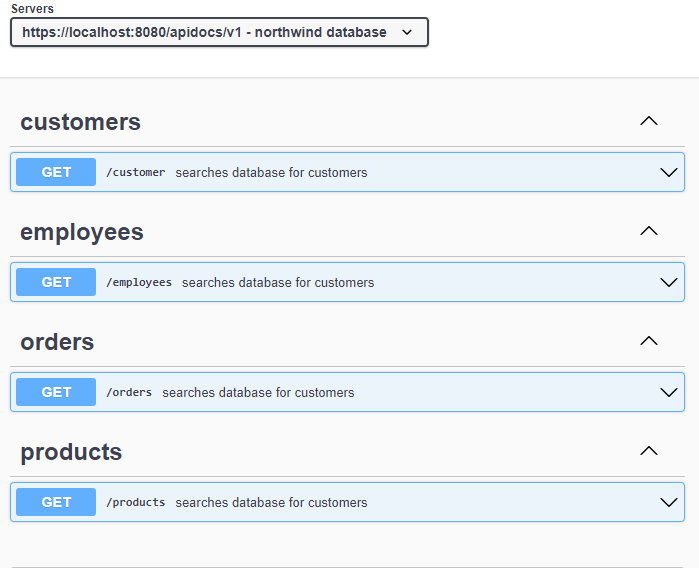 Servers
https://localhost:8080/apidocs/v1 - northwind database
customers
GET /customer searches database for customers
employees
GET /employees searches database for customers
orders
GET /orders searches database for customers
products
GET /products searches database for customers